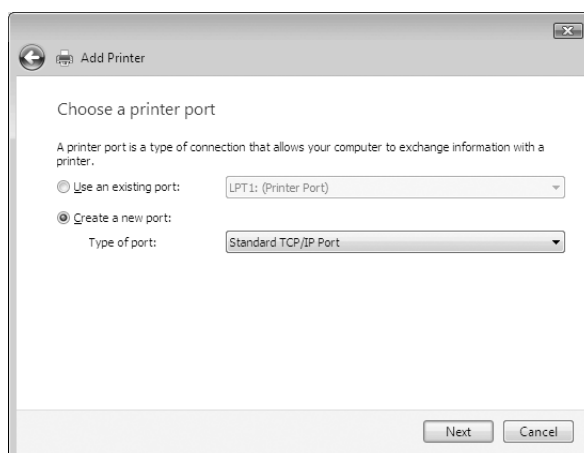 Add Printer
Choose a printer port
A printer port is a type of connection that allows your computer to exchange information with a
printer.
Use an existing port:
LPT1: (Printer Port)
Create a new port:
Type of port:
Standard TCP/IP Port
Next
Cancel